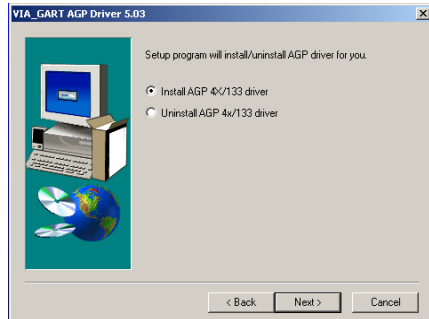 VIA_GART AGP Driver 5.03
Setup program will install/uninstall AGP driver for you.
Install AGP 4X/133 driver
Uninstall AGP 4x/133 driver
< Back
Next >
Cancel